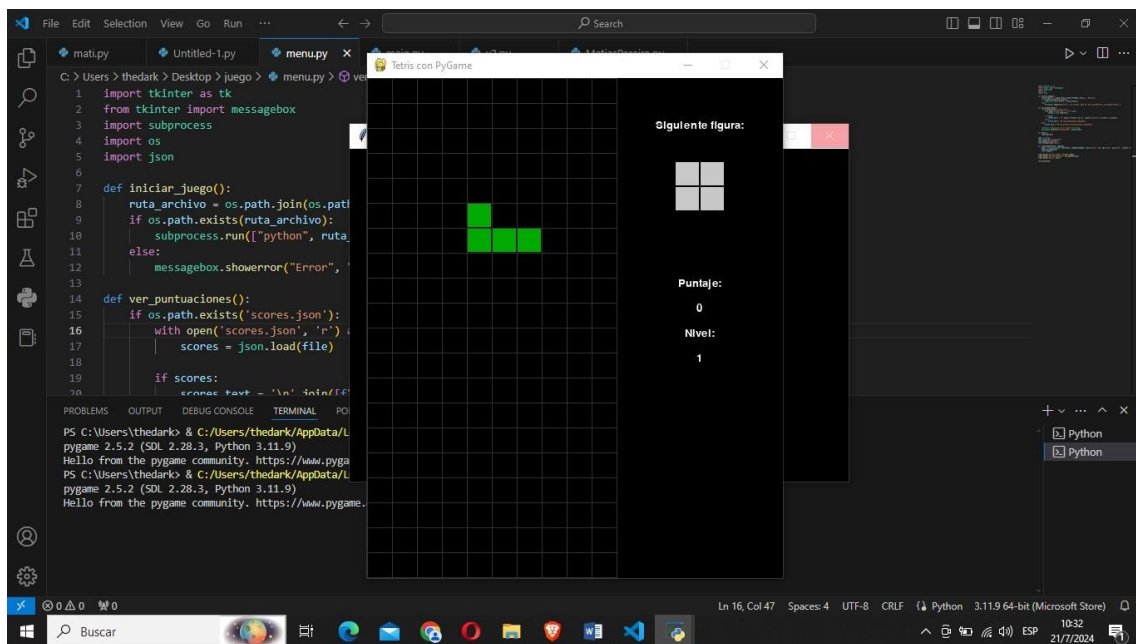 File Edit Selection View Go Run ... Search
mati.py Untitled-1.py menu.py
C: > Users > thedark > Desktop > juego > menu.py >
1 import tkinter as tk
2 from tkinter import messagebox
3 import subprocess
4 import os
5 import json
6
7 def iniciar_juego():
8 ruta_archivo = os.path.join(os.path
9 if os.path.exists(ruta_archivo):
10 subprocess.run(["python", ruta_
11 else:
12 messagebox.showerror("Error", "
13
14 def ver_puntuaciones():
15 if os.path.exists('scores.json'):
16 with open('scores.json', 'r')
17 scores = json.load(file)
18
19 if scores:
Tetris con PyGame
Siguiente figura:
Puntaje:
0
Nivel:
1
PROBLEMS OUTPUT DEBUG CONSOLE TERMINAL
PS C:\Users\thedark> & C:/Users/thedark/AppData/L
pygame 2.5.2 (SDL 2.28.3, Python 3.11.9)
Hello from the pygame community. https://www.pyga
PS C:\Users\thedark> & C:/Users/thedark/AppData/L
pygame 2.5.2 (SDL 2.28.3, Python 3.11.9)
Hello from the pygame community. https://www.pygame.
Python
Python
0 0 0 Ln 16, Col 47 Spaces: 4 UTF-8 CRLF Python 3.11.9 64-bit (Microsoft Store)
Buscar ESP 10:32
21/7/2024